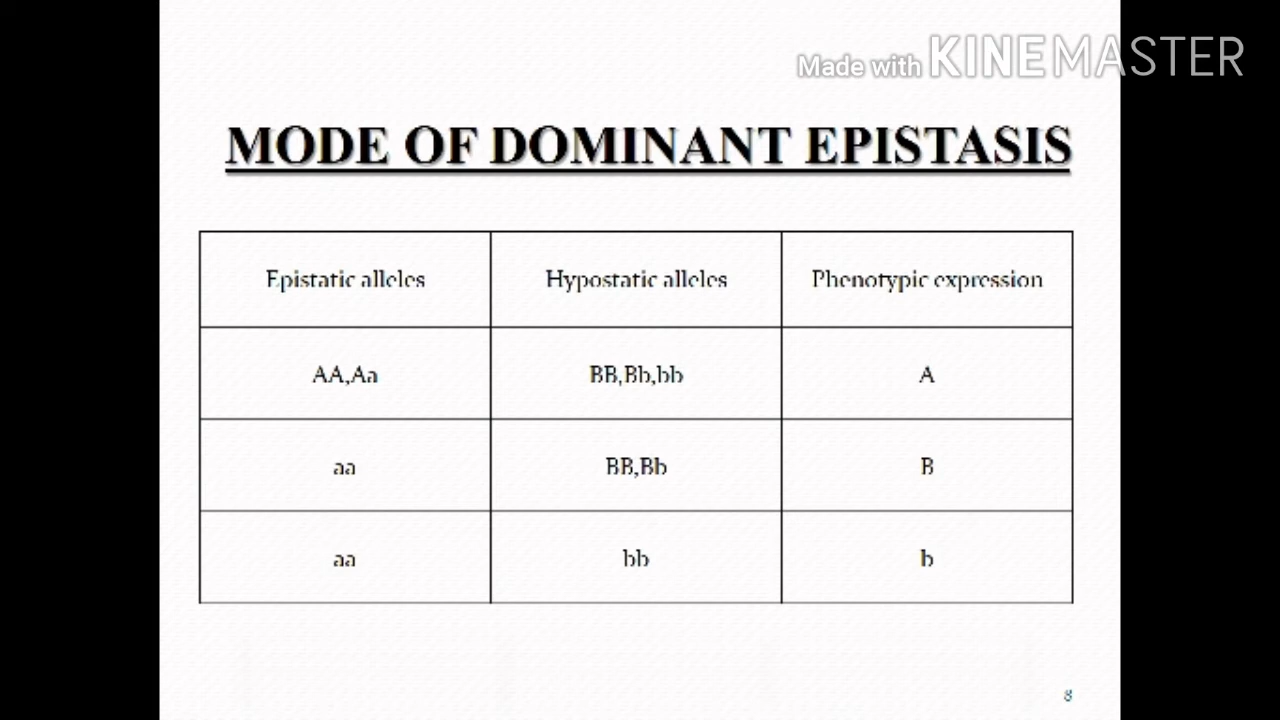 Made with KINEMASTER
MODE OF DOMINANT EPISTASIS
Epistatic alleles Hypostatic alleles Phenotypic expression
AA,Aa BB,Bb,bb A
aa BB,Bb B
aa bb b
8